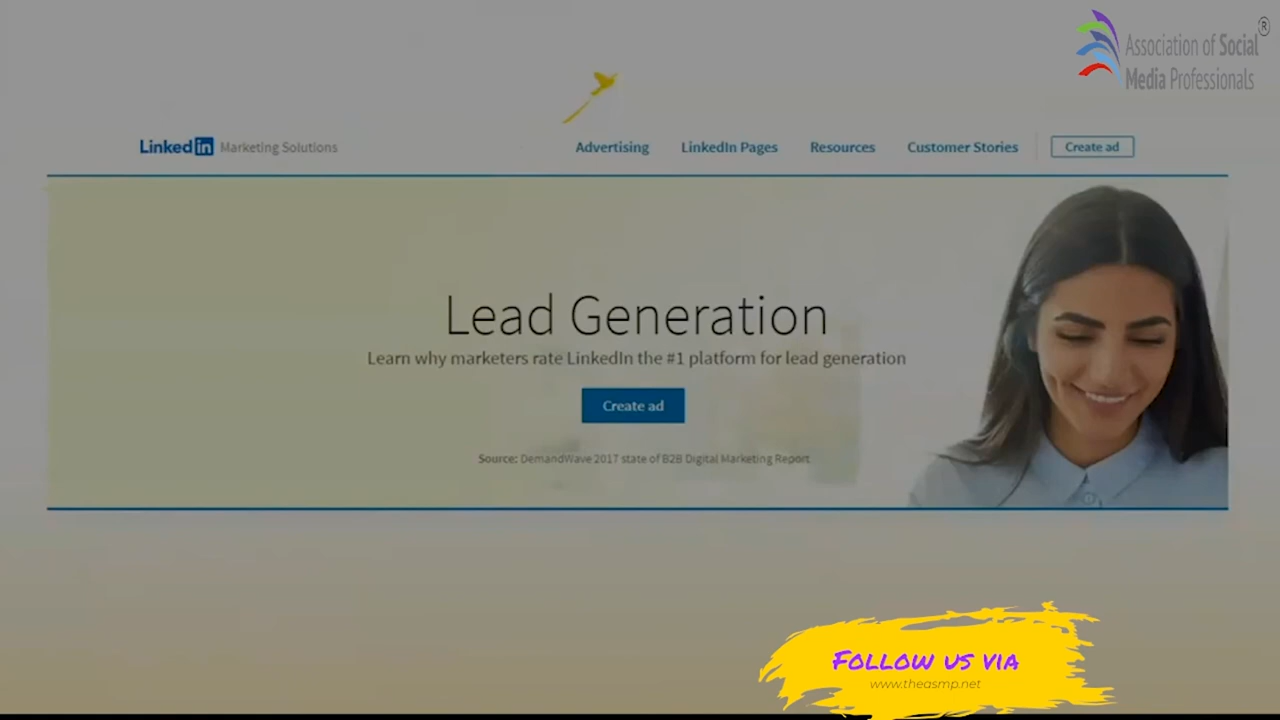 Association of Social ®
Media Professionals
LinkedIn Marketing Solutions
Advertising
LinkedIn Pages
Resources
Customer Stories
Create ad
Lead Generation
Learn why marketers rate LinkedIn the #1 platform for lead generation
Create ad
Source: DemandWave 2017 state of B2B Digital Marketing Report
Follow us via
www.theasmp.net